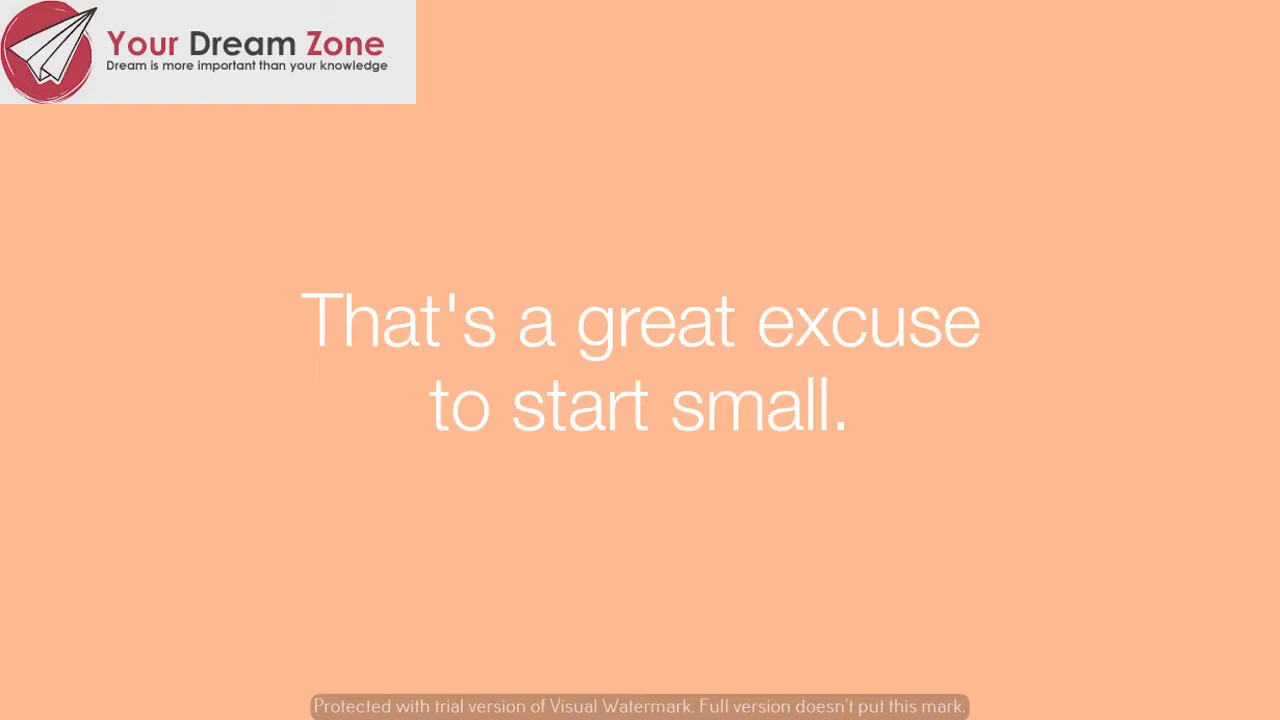 Your Dream Zone
Dream is more important than your knowledge
That's a great excuse
to start small.
Protected with trial version of Visual Watermark. Full version doesn't put this mark.